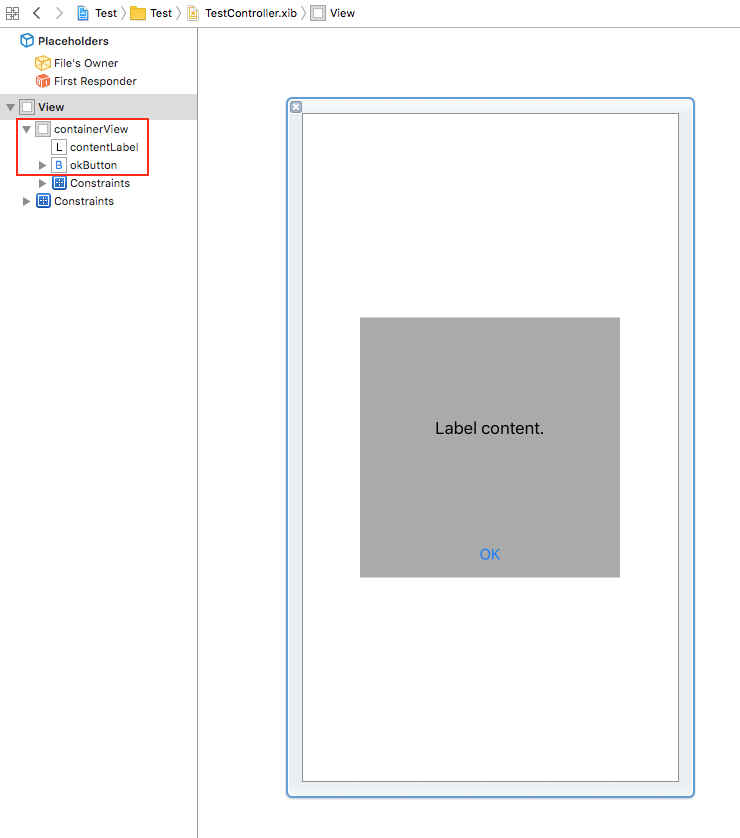 Test Test TestController.xib View
Placeholders
File's Owner
First Responder
View
containerView
L contentLabel
B okButton
Constraints
Constraints
Label content.
OK